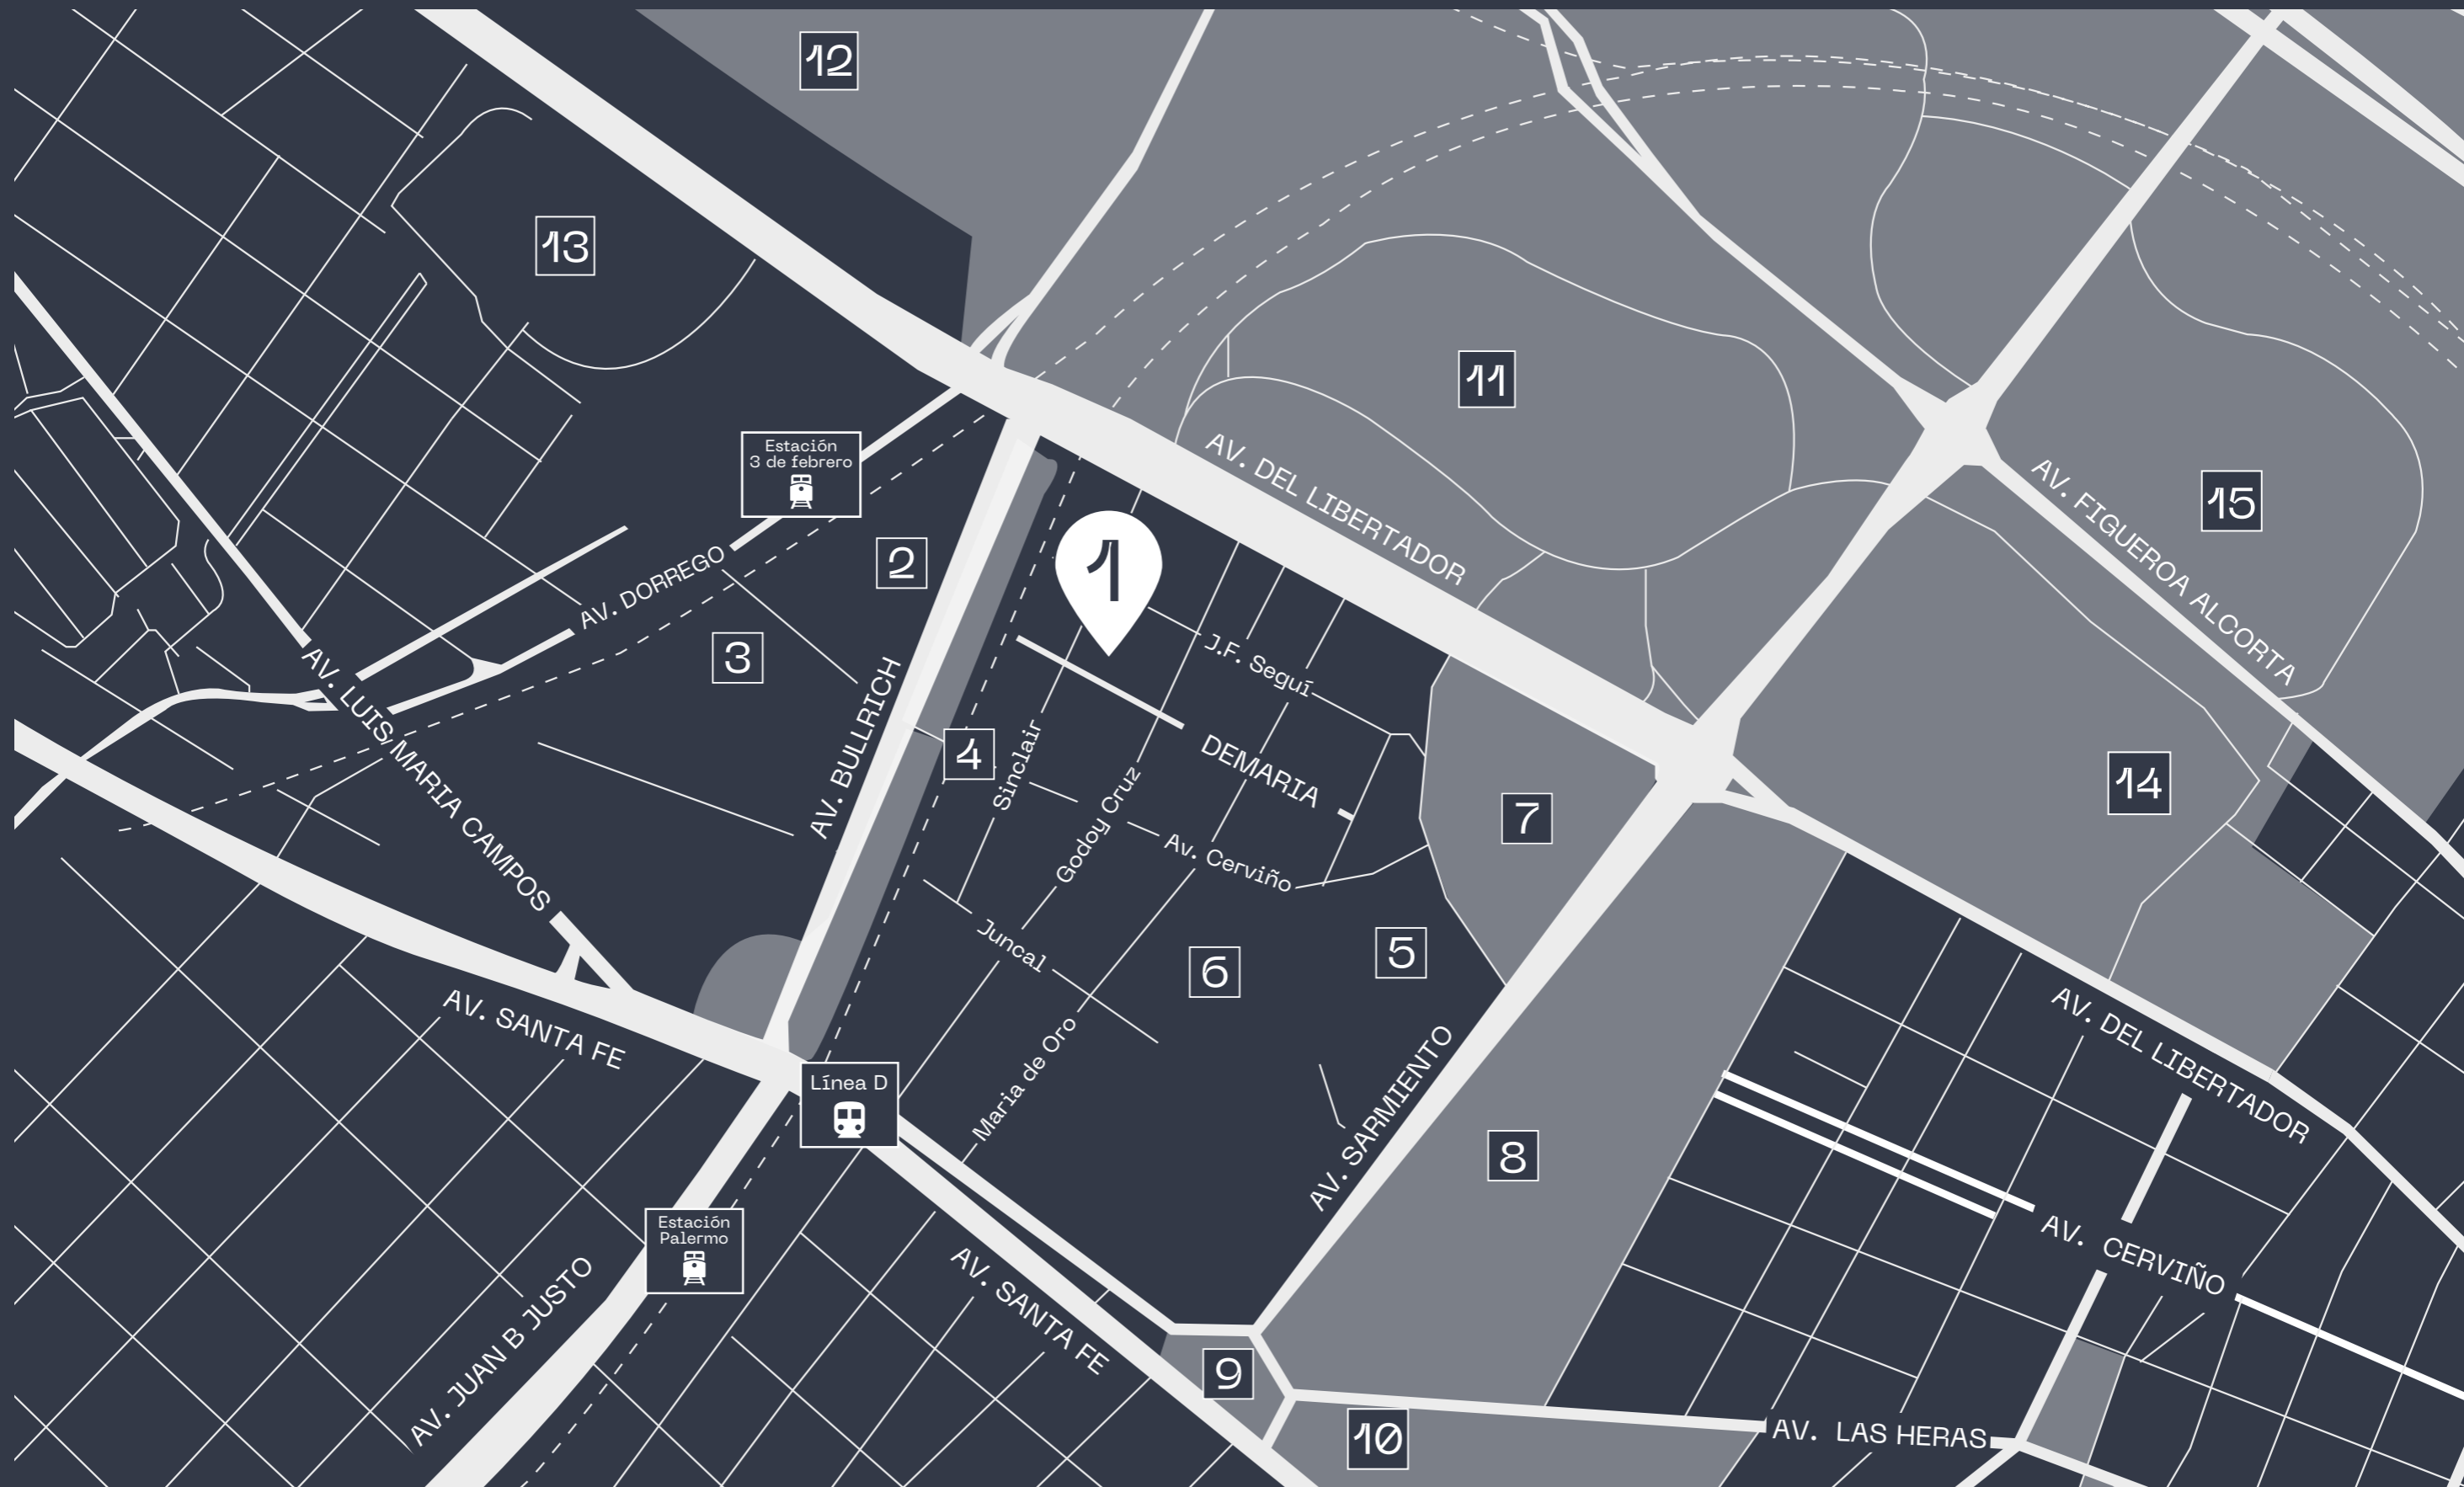 12
13
11
Estación
3 de febrero
AV. DEL LIBERTADOR
15
AV. FIGUEROA ALCORTA
2
1
AV. DORREGO
3
J.F. Seguí
AV. LUIS MARIA CAMPOS
AV. BULLRICH
4
Sinclair
DEMARIA
Godoy Cruz
14
7
Av. Cerviño
Juncal
6
5
AV. SANTA FE
Maria de Oro
AV. SARMIENTO
AV. DEL LIBERTADOR
Línea D
8
Estación
Palermo
AV. CERVIÑO
AV. JUAN B JUSTO
AV. SANTA FE
9
10
AV. LAS HERAS